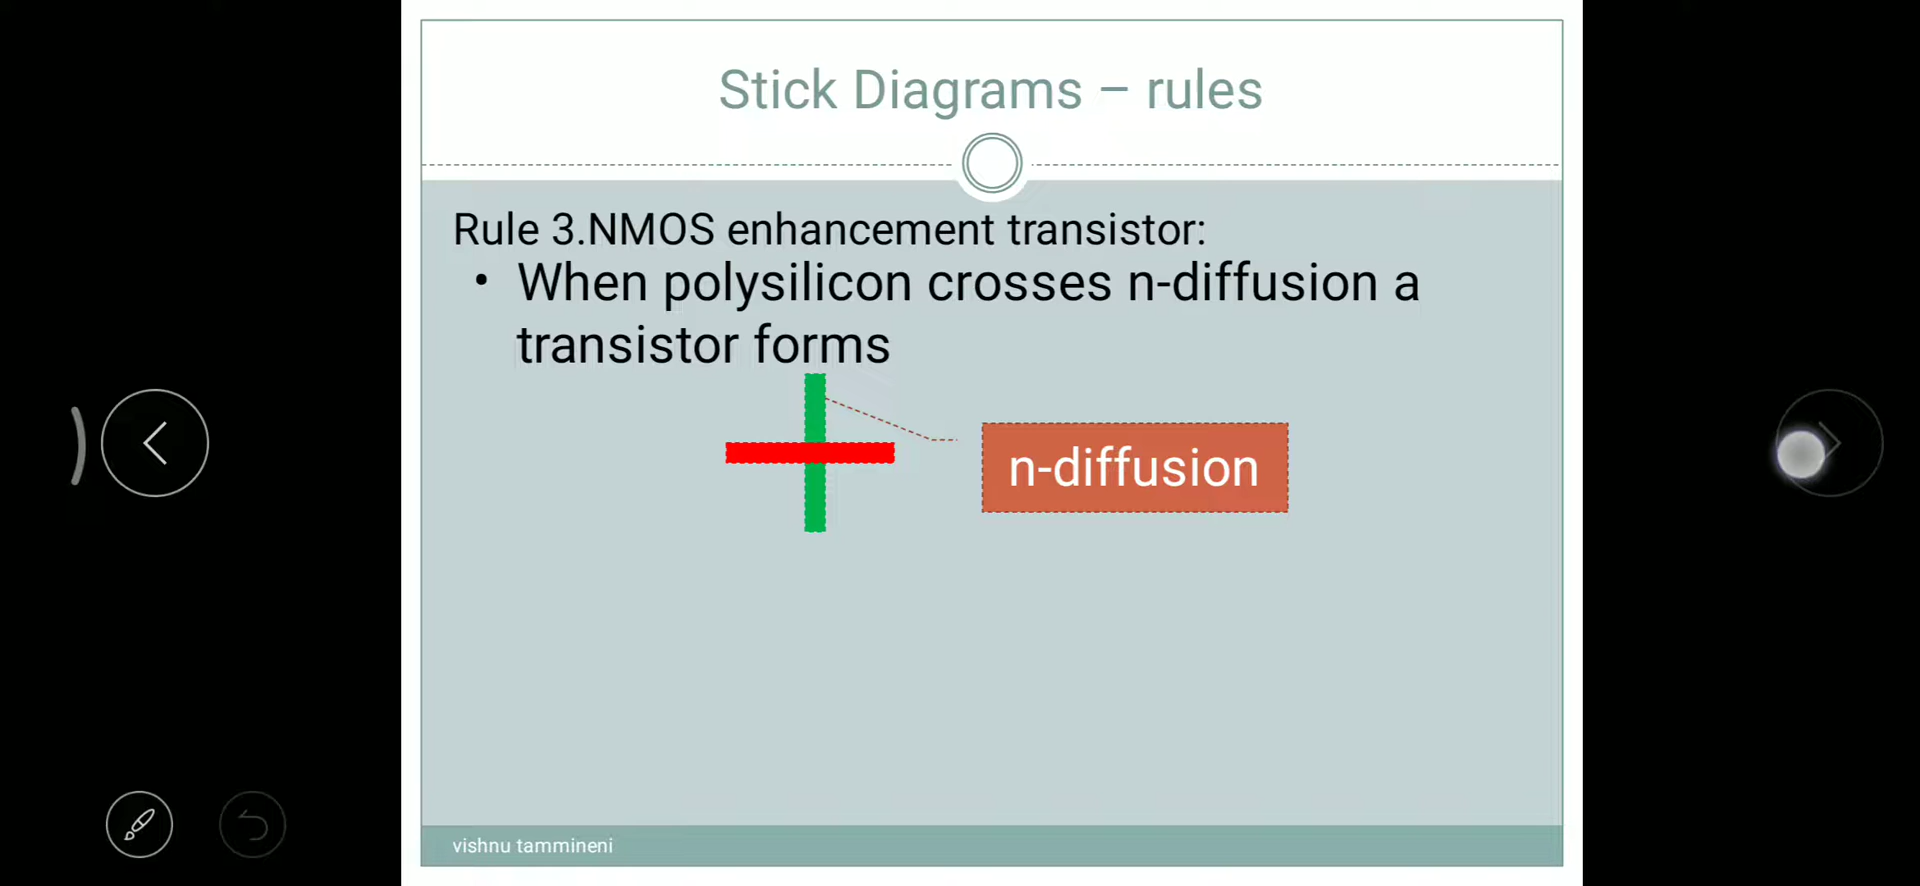 Stick Diagrams – rules
Rule 3.NMOS enhancement transistor:
• When polysilicon crosses n-diffusion a
transistor forms
n-diffusion
vishnu tammineni